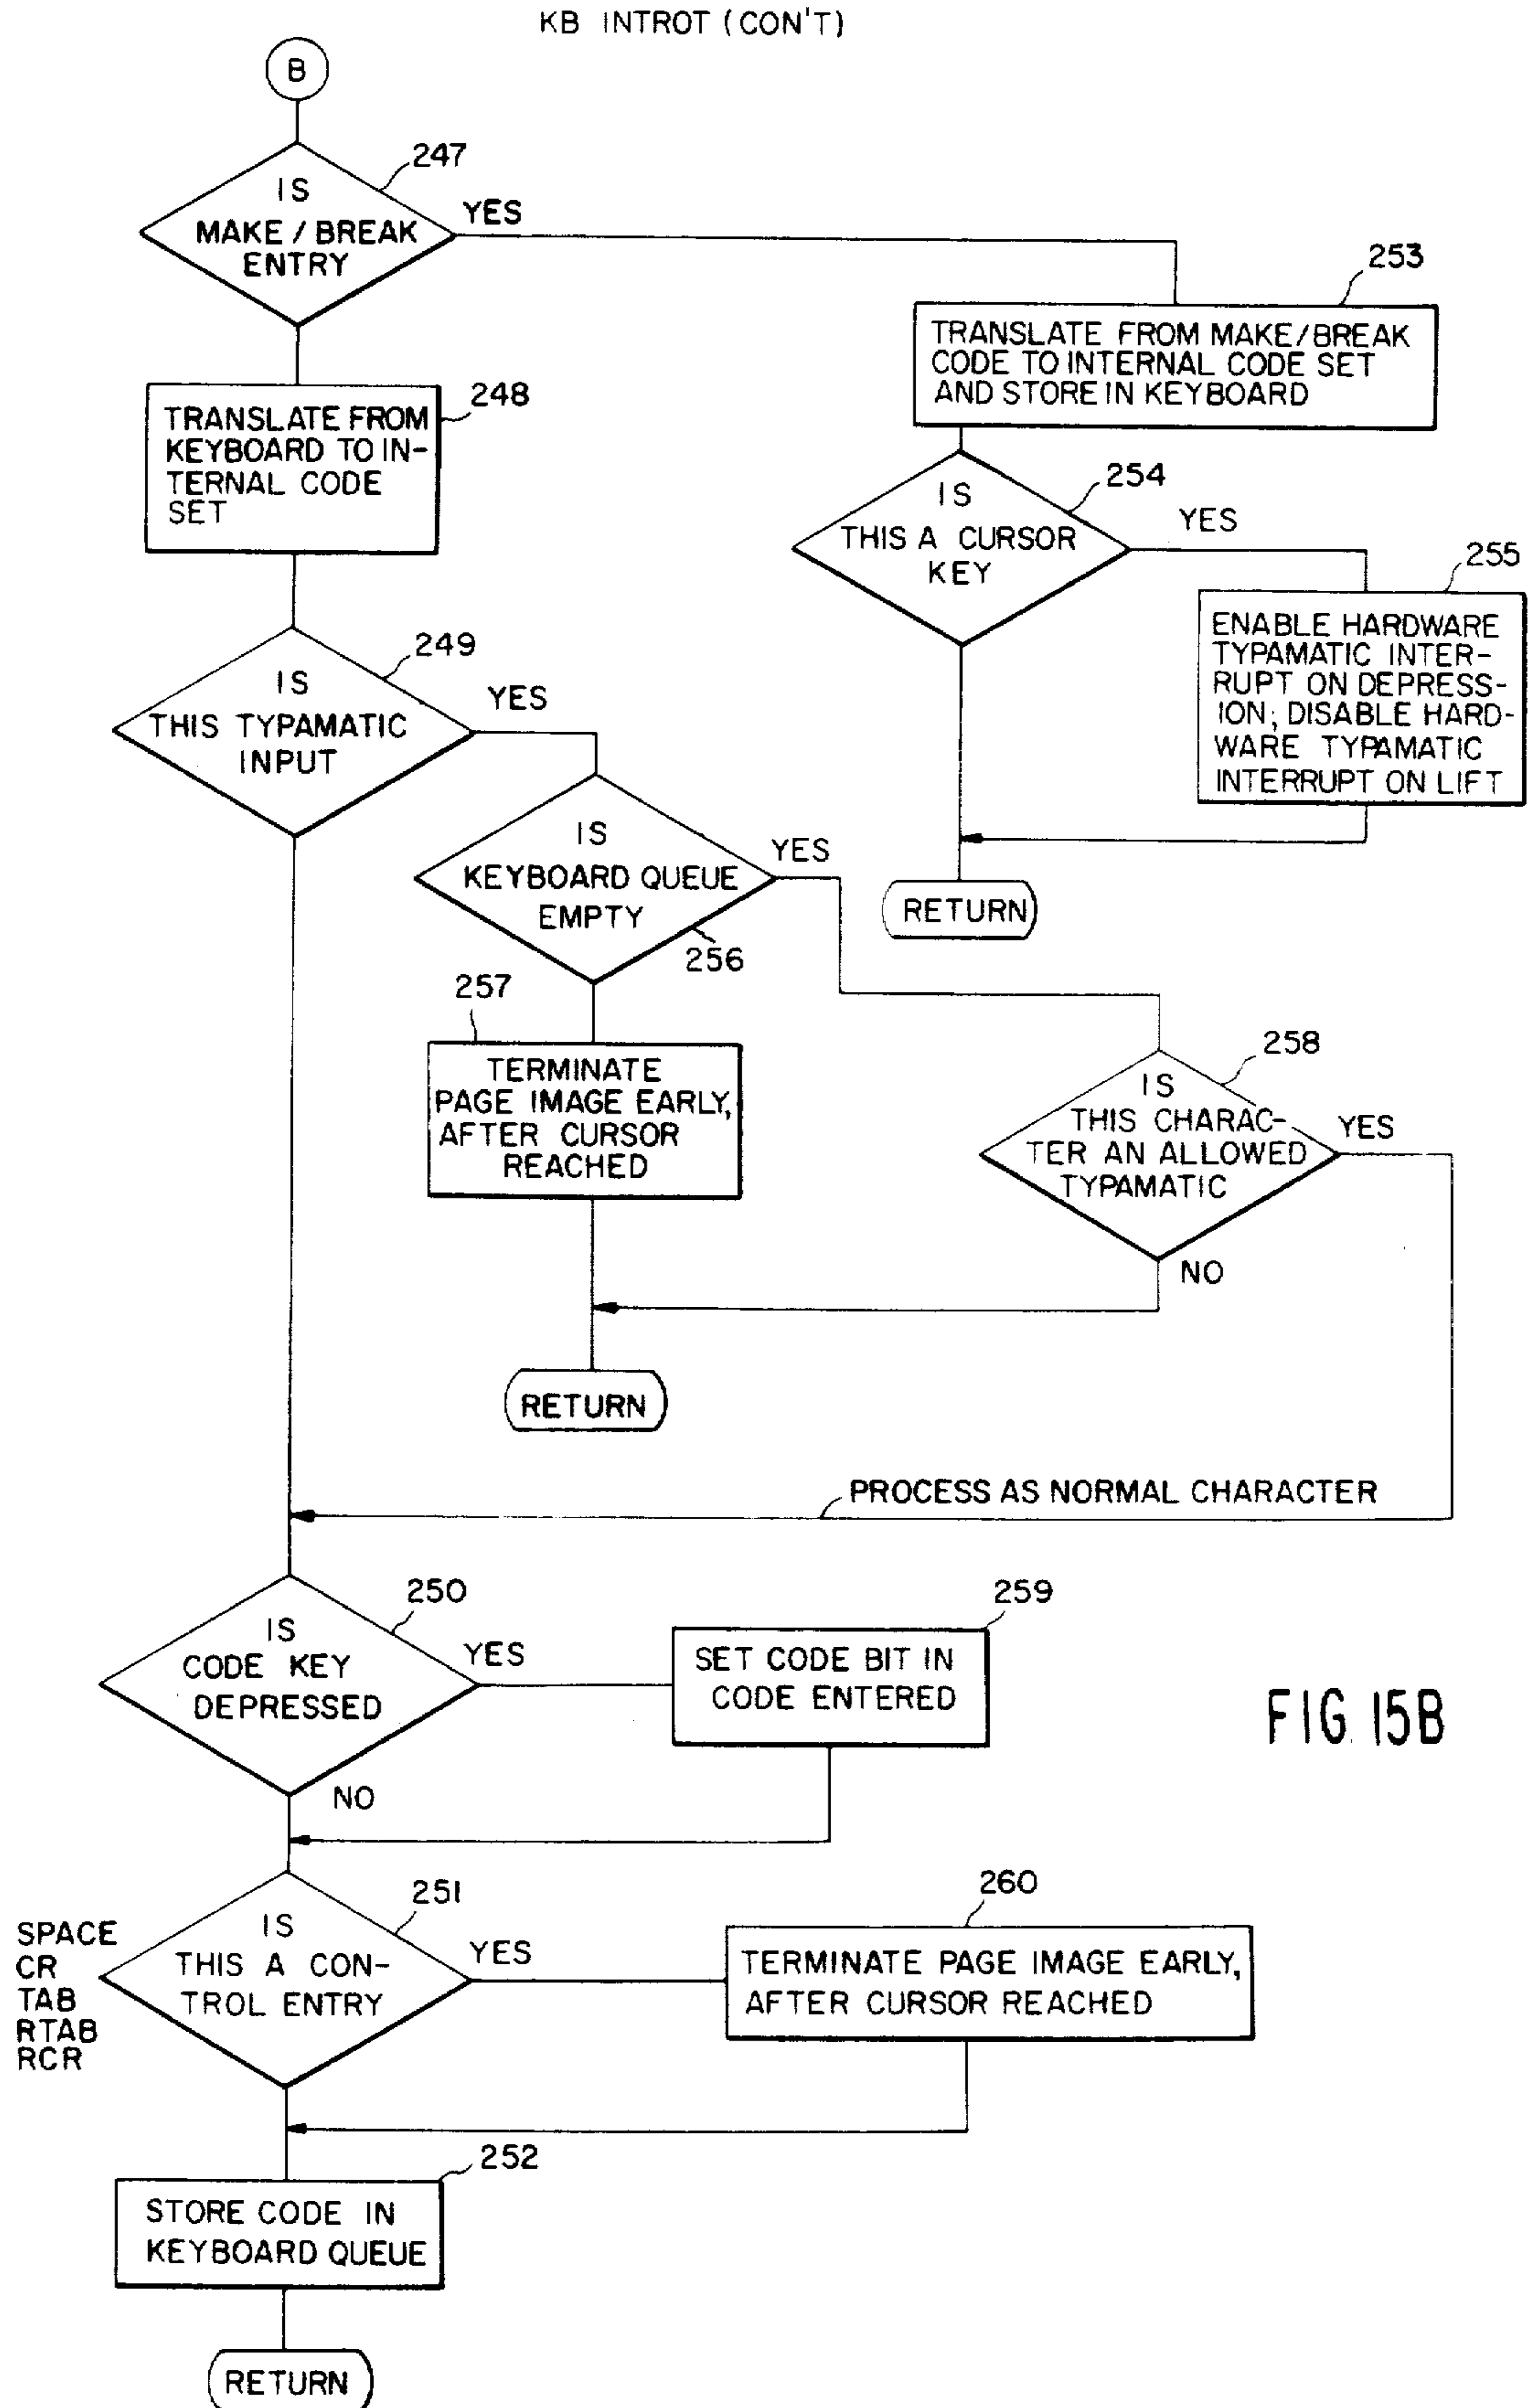 KB INTROT (CON'T)
B
247
IS
MAKE / BREAK
ENTRY
YES
253
TRANSLATE FROM MAKE/BREAK
CODE TO INTERNAL CODE SET
AND STORE IN KEYBOARD
248
TRANSLATE FROM
KEYBOARD TO IN-
TERNAL CODE
SET
254
IS
THIS A CURSOR
KEY
YES
255
ENABLE HARDWARE
TYPAMATIC INTER-
RUPT ON DEPRESS-
ION; DISABLE HARD-
WARE TYPAMATIC
INTERRUPT ON LIFT
RETURN
249
IS
THIS TYPAMATIC
INPUT
YES
IS
KEYBOARD QUEUE
EMPTY
YES
256
257
TERMINATE
PAGE IMAGE EARLY,
AFTER CURSOR
REACHED
258
IS
THIS CHARAC-
TER AN ALLOWED
TYPAMATIC
YES
NO
RETURN
PROCESS AS NORMAL CHARACTER
250
IS
CODE KEY
DEPRESSED
YES
NO
259
SET CODE BIT IN
CODE ENTERED
FIG. 15B
SPACE
CR
TAB
RTAB
RCR
251
IS
THIS A CON-
TROL ENTRY
YES
260
TERMINATE PAGE IMAGE EARLY,
AFTER CURSOR REACHED
252
STORE CODE IN
KEYBOARD QUEUE
RETURN